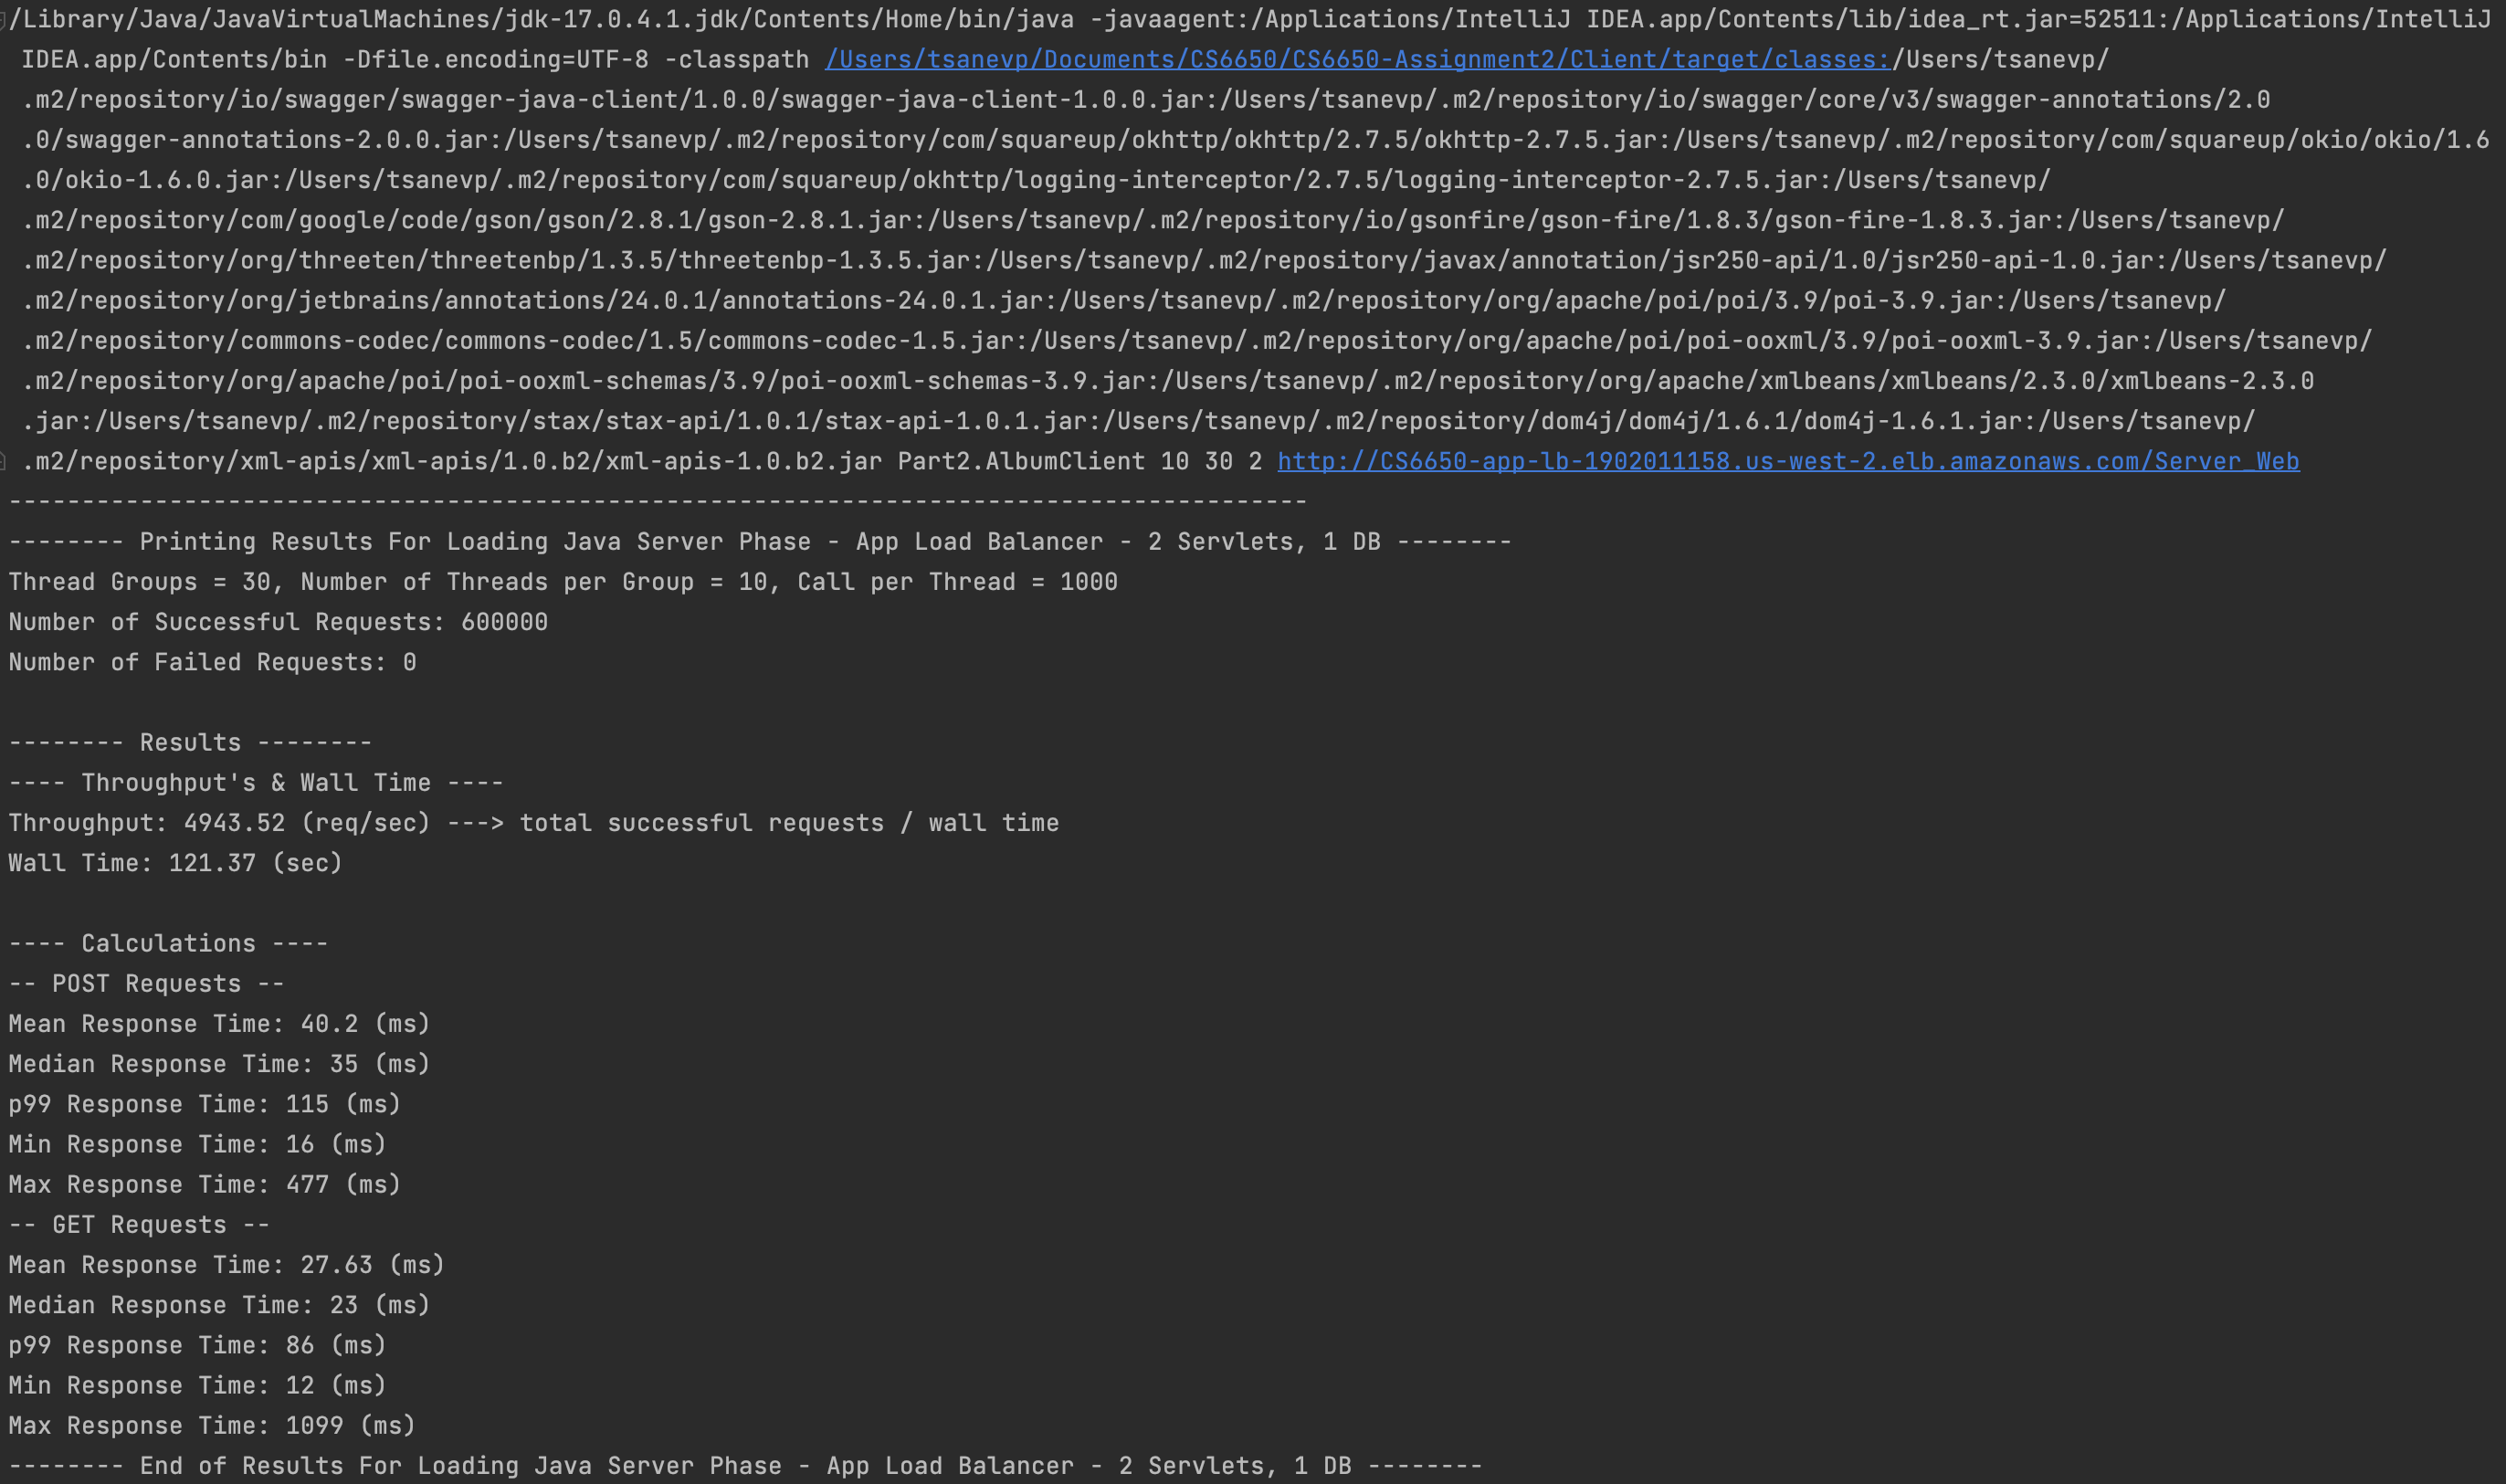 /Library/Java/JavaVirtualMachines/jdk-17.0.4.1.jdk/Contents/Home/bin/java -javaagent:/Applications/IntelliJ IDEA.app/Contents/lib/idea_rt.jar=52511:/Applications/IntelliJ
IDEA.app/Contents/bin -Dfile.encoding=UTF-8 -classpath /Users/tsanevp/Documents/CS6650/CS6650-Assignment2/Client/target/classes:/Users/tsanevp/
.m2/repository/io/swagger/swagger-java-client/1.0.0/swagger-java-client-1.0.0.jar:/Users/tsanevp/.m2/repository/io/swagger/core/v3/swagger-annotations/2.0
.0/swagger-annotations-2.0.0.jar:/Users/tsanevp/.m2/repository/com/squareup/okhttp/okhttp/2.7.5/okhttp-2.7.5.jar:/Users/tsanevp/.m2/repository/com/squareup/okio/okio/1.6
.0/okio-1.6.0.jar:/Users/tsanevp/.m2/repository/com/squareup/okhttp/logging-interceptor/2.7.5/logging-interceptor-2.7.5.jar:/Users/tsanevp/
.m2/repository/com/google/code/gson/gson/2.8.1/gson-2.8.1.jar:/Users/tsanevp/.m2/repository/io/gsonfire/gson-fire/1.8.3/gson-fire-1.8.3.jar:/Users/tsanevp/
.m2/repository/org/threeten/threetenbp/1.3.5/threetenbp-1.3.5.jar:/Users/tsanevp/.m2/repository/javax/annotation/jsr250-api/1.0/jsr250-api-1.0.jar:/Users/tsanevp/
.m2/repository/org/jetbrains/annotations/24.0.1/annotations-24.0.1.jar:/Users/tsanevp/.m2/repository/org/apache/poi/poi/3.9/poi-3.9.jar:/Users/tsanevp/
.m2/repository/commons-codec/commons-codec/1.5/commons-codec-1.5.jar:/Users/tsanevp/.m2/repository/org/apache/poi/poi-ooxml/3.9/poi-ooxml-3.9.jar:/Users/tsanevp/
.m2/repository/org/apache/poi/poi-ooxml-schemas/3.9/poi-ooxml-schemas-3.9.jar:/Users/tsanevp/.m2/repository/org/apache/xmlbeans/xmlbeans/2.3.0/xmlbeans-2.3.0
.jar:/Users/tsanevp/.m2/repository/stax/stax-api/1.0.1/stax-api-1.0.1.jar:/Users/tsanevp/.m2/repository/dom4j/dom4j/1.6.1/dom4j-1.6.1.jar:/Users/tsanevp/
.m2/repository/xml-apis/xml-apis/1.0.b2/xml-apis-1.0.b2.jar Part2.AlbumClient 10 30 2 http://CS6650-app-lb-1902011158.us-west-2.elb.amazonaws.com/Server_Web
-----------------------------------------------------------------------------------------
-------- Printing Results For Loading Java Server Phase - App Load Balancer - 2 Servlets, 1 DB --------
Thread Groups = 30, Number of Threads per Group = 10, Call per Thread = 1000
Number of Successful Requests: 600000
Number of Failed Requests: 0
-------- Results --------
---- Throughput's & Wall Time ----
Throughput: 4943.52 (req/sec) ---> total successful requests / wall time
Wall Time: 121.37 (sec)
---- Calculations ----
-- POST Requests --
Mean Response Time: 40.2 (ms)
Median Response Time: 35 (ms)
p99 Response Time: 115 (ms)
Min Response Time: 16 (ms)
Max Response Time: 477 (ms)
-- GET Requests --
Mean Response Time: 27.63 (ms)
Median Response Time: 23 (ms)
p99 Response Time: 86 (ms)
Min Response Time: 12 (ms)
Max Response Time: 1099 (ms)
-------- End of Results For Loading Java Server Phase - App Load Balancer - 2 Servlets, 1 DB --------